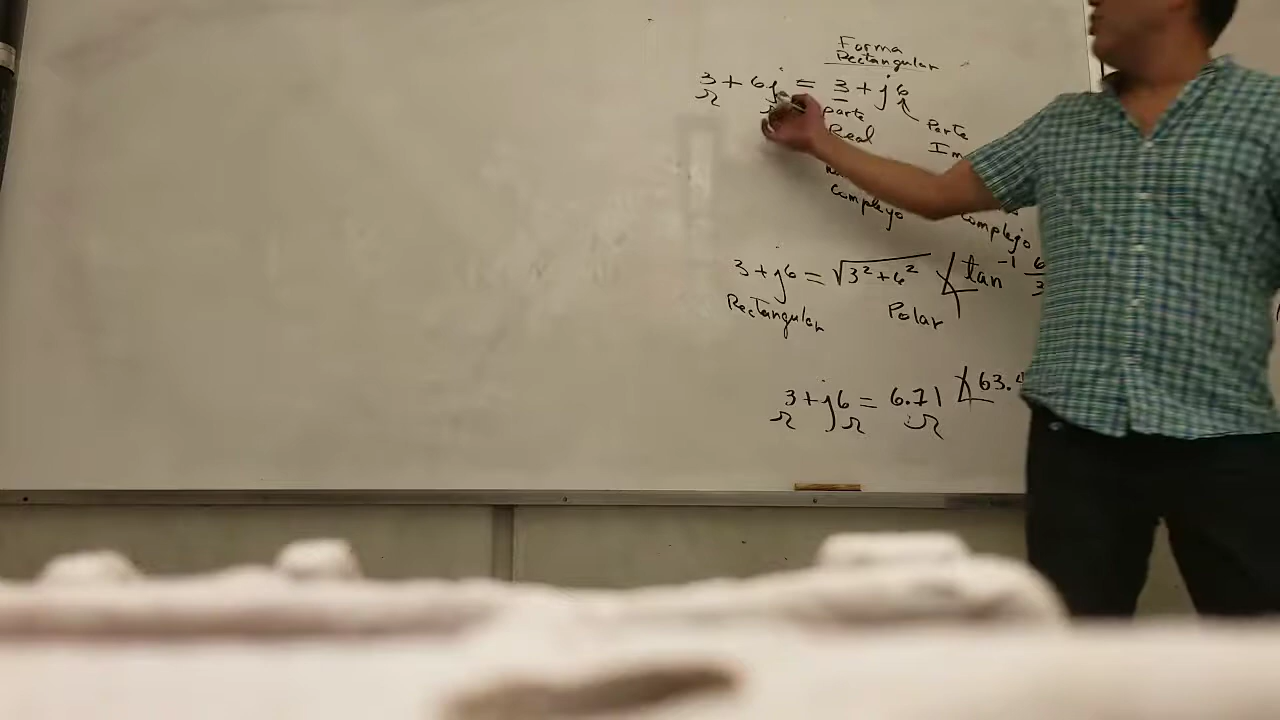 Forma
Rectangular
3 + 6j = 3 + j6
Ω
parte
Real
Parte
complejo
complejo
3 + j6 = √3²+6² ∠tan⁻¹ 6/3
Rectangular Polar
3 + j6 = 6.71 ∠63.4
Ω Ω Ω